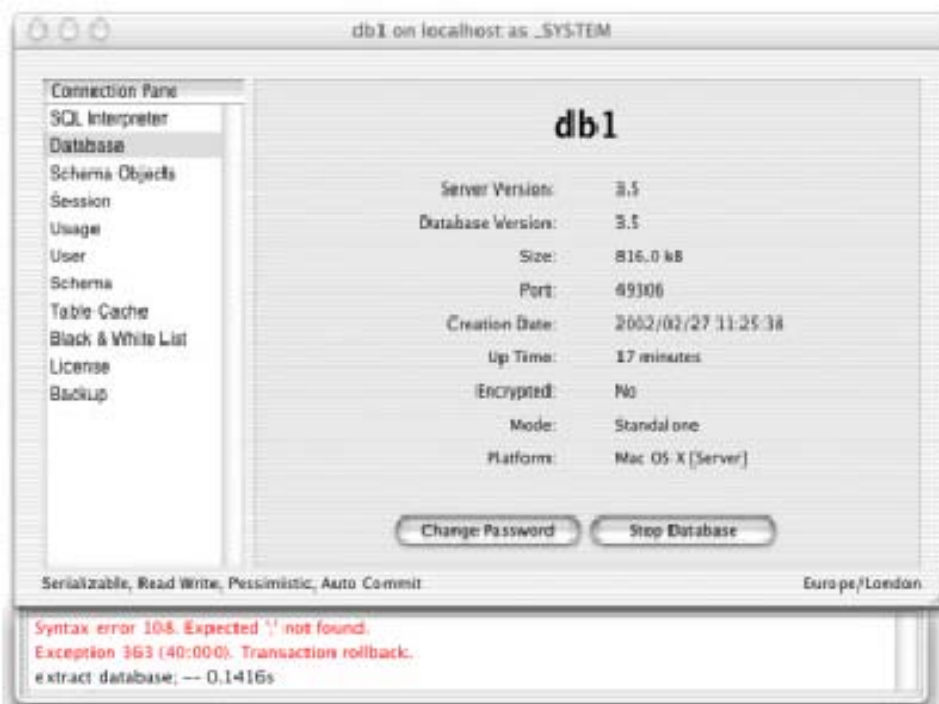 db1 on localhost as _SYSTEM
Connection Pane
SQL Interpreter
Database
Schema Objects
Session
Usage
User
Schema
Table Cache
Black & White List
License
Backup
db1
Server Version: 3.5
Database Version: 3.5
Size: 816.0 kB
Port: 49306
Creation Date: 2002/02/27 11:25:38
Up Time: 17 minutes
Encrypted: No
Mode: Standalone
Platform: Mac OS X [Server]
Change Password Stop Database
Serializable, Read Write, Pessimistic, Auto Commit Europe/London
Syntax error 108. Expected ';' not found.
Exception 363 (40:000). Transaction rollback.
extract database; -- 0.1416s